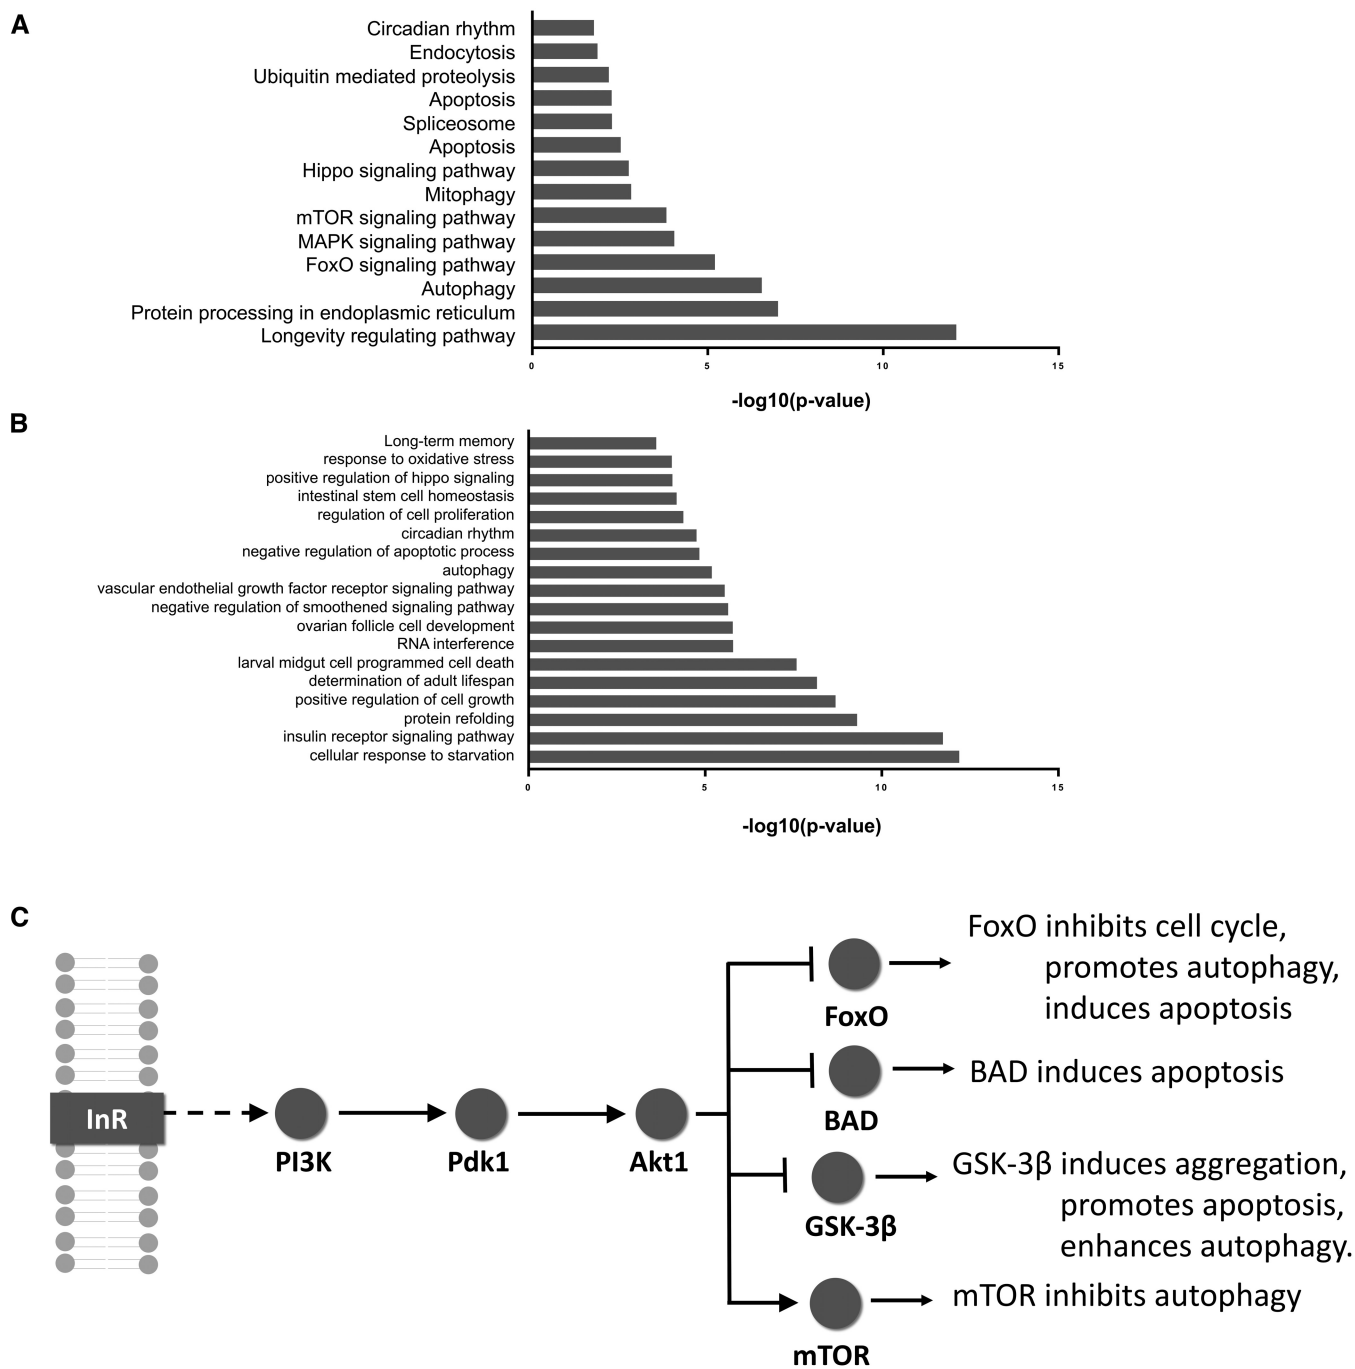 A
Circadian rhythm
Endocytosis
Ubiquitin mediated proteolysis
Apoptosis
Spliceosome
Apoptosis
Hippo signaling pathway
Mitophagy
mTOR signaling pathway
MAPK signaling pathway
FoxO signaling pathway
Autophagy
Protein processing in endoplasmic reticulum
Longevity regulating pathway
0 5 10 15
-log10(p-value)
B
Long-term memory
response to oxidative stress
positive regulation of hippo signaling
intestinal stem cell homeostasis
regulation of cell proliferation
circadian rhythm
negative regulation of apoptotic process
autophagy
vascular endothelial growth factor receptor signaling pathway
negative regulation of smoothened signaling pathway
ovarian follicle cell development
RNA interference
larval midgut cell programmed cell death
determination of adult lifespan
positive regulation of cell growth
protein refolding
insulin receptor signaling pathway
cellular response to starvation
0 5 10 15
-log10(p-value)
C
InR
PI3K
Pdk1
Akt1
FoxO
FoxO inhibits cell cycle,
promotes autophagy,
induces apoptosis
BAD
BAD induces apoptosis
GSK-3β
GSK-3β induces aggregation,
promotes apoptosis,
enhances autophagy.
mTOR
mTOR inhibits autophagy